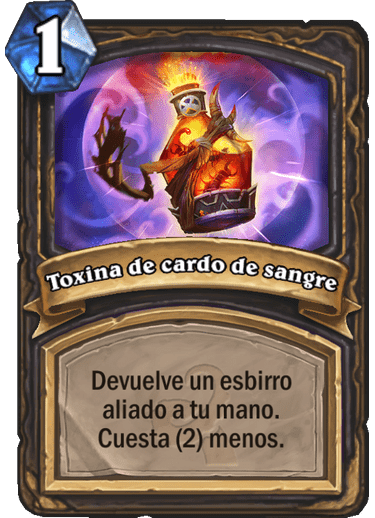 1
Toxina de cardo de sangre
Devuelve un esbirro
aliado a tu mano.
Cuesta (2) menos.